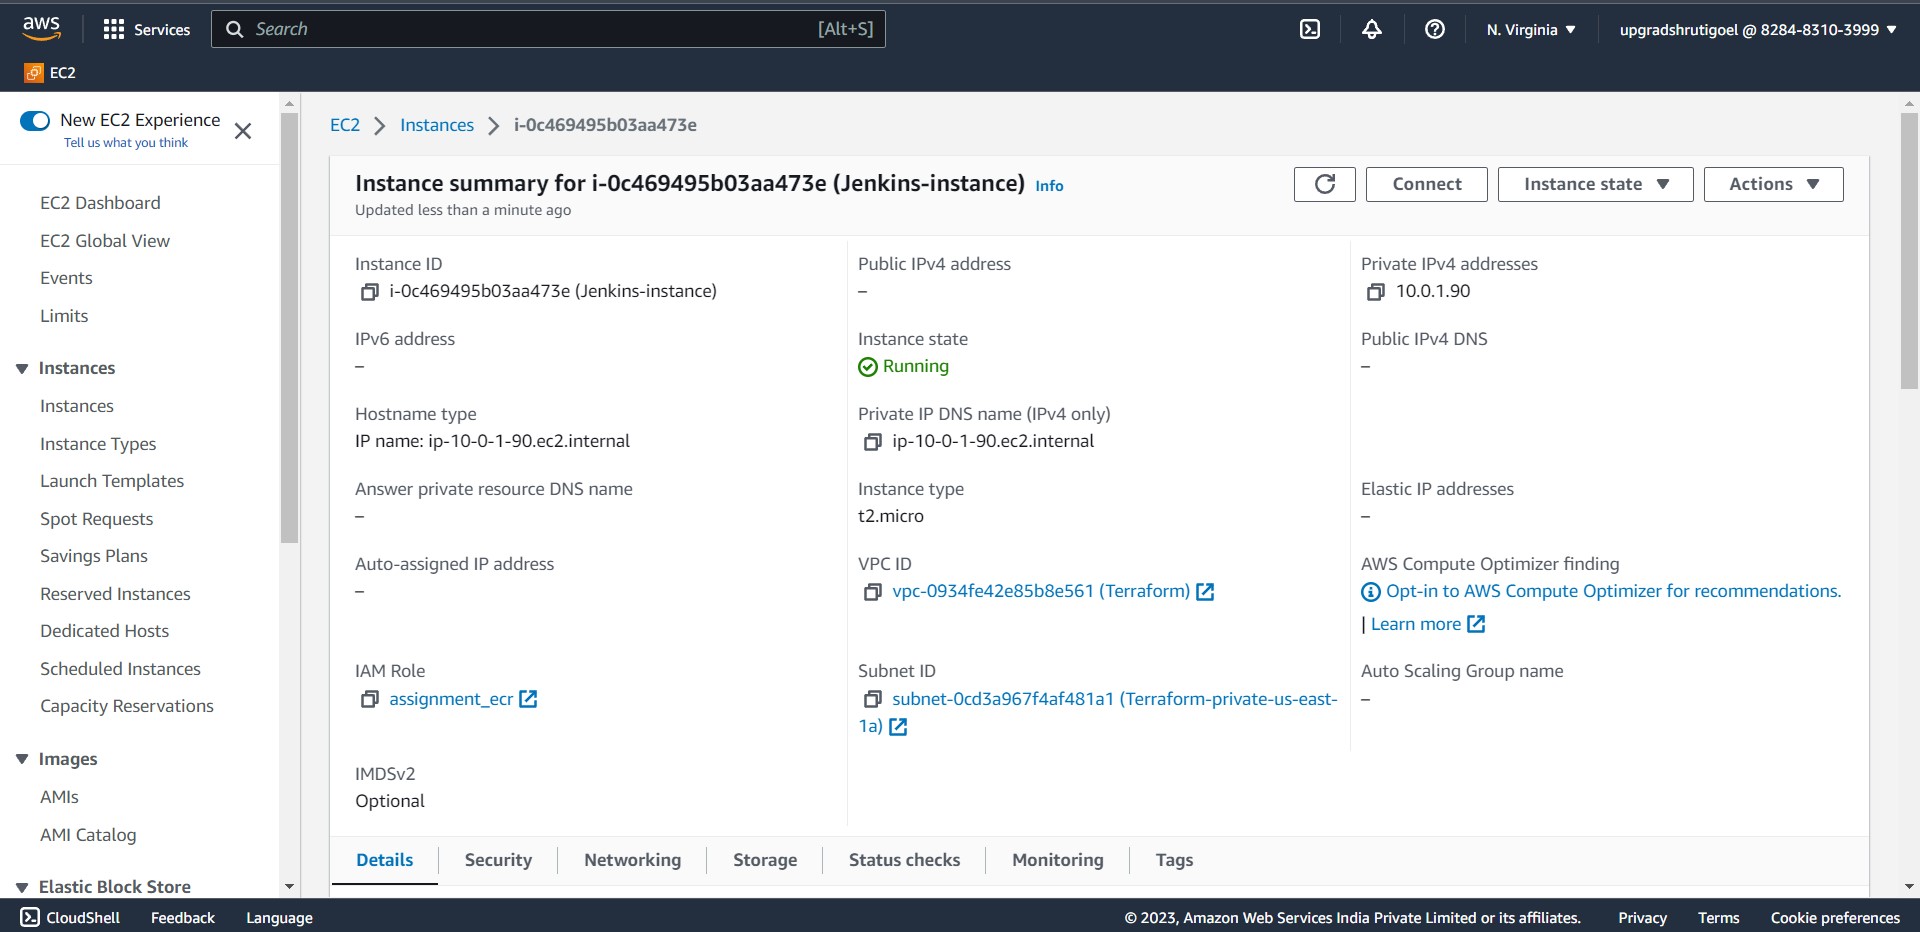 aws
Services
Search
[Alt+S]
N. Virginia
upgradshrutigoel @ 8284-8310-3999
EC2
New EC2 Experience
Tell us what you think
EC2 Dashboard
EC2 Global View
Events
Limits
Instances
Instances
Instance Types
Launch Templates
Spot Requests
Savings Plans
Reserved Instances
Dedicated Hosts
Scheduled Instances
Capacity Reservations
Images
AMIs
AMI Catalog
Elastic Block Store
EC2 Instances i-0c469495b03aa473e
Instance summary for i-0c469495b03aa473e (Jenkins-instance) Info
Updated less than a minute ago
Connect
Instance state
Actions
Instance ID
i-0c469495b03aa473e (Jenkins-instance)
Public IPv4 address
–
Private IPv4 addresses
10.0.1.90
IPv6 address
–
Instance state
Running
Public IPv4 DNS
–
Hostname type
IP name: ip-10-0-1-90.ec2.internal
Private IP DNS name (IPv4 only)
ip-10-0-1-90.ec2.internal
Answer private resource DNS name
–
Instance type
t2.micro
Elastic IP addresses
–
Auto-assigned IP address
–
VPC ID
vpc-0934fe42e85b8e561 (Terraform)
AWS Compute Optimizer finding
Opt-in to AWS Compute Optimizer for recommendations.
| Learn more
IAM Role
assignment_ecr
Subnet ID
subnet-0cd3a967f4af481a1 (Terraform-private-us-east-
1a)
Auto Scaling Group name
–
IMDSv2
Optional
Details
Security
Networking
Storage
Status checks
Monitoring
Tags
CloudShell
Feedback
Language
© 2023, Amazon Web Services India Private Limited or its affiliates.
Privacy
Terms
Cookie preferences